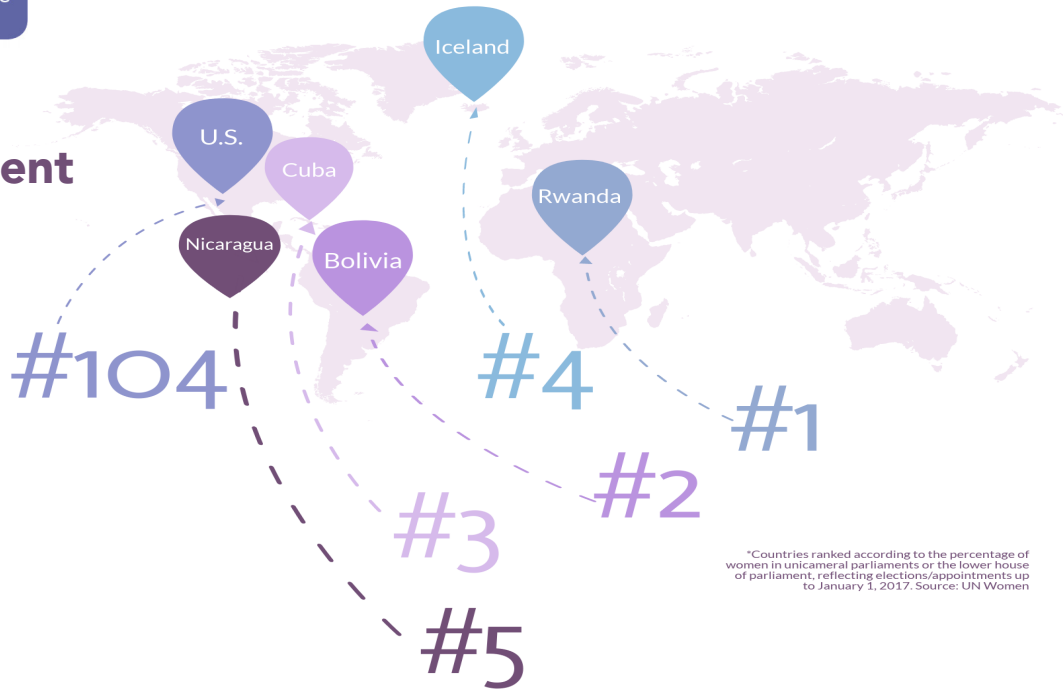 Iceland
U.S.
Cuba
ent
Rwanda
Nicaragua
Bolivia
#104
#4
#1
#2
#3
*Countries ranked according to the percentage of
women in unicameral parliaments or the lower house
of parliament, reflecting elections/appointments up
to January 1, 2017. Source: UN Women
#5